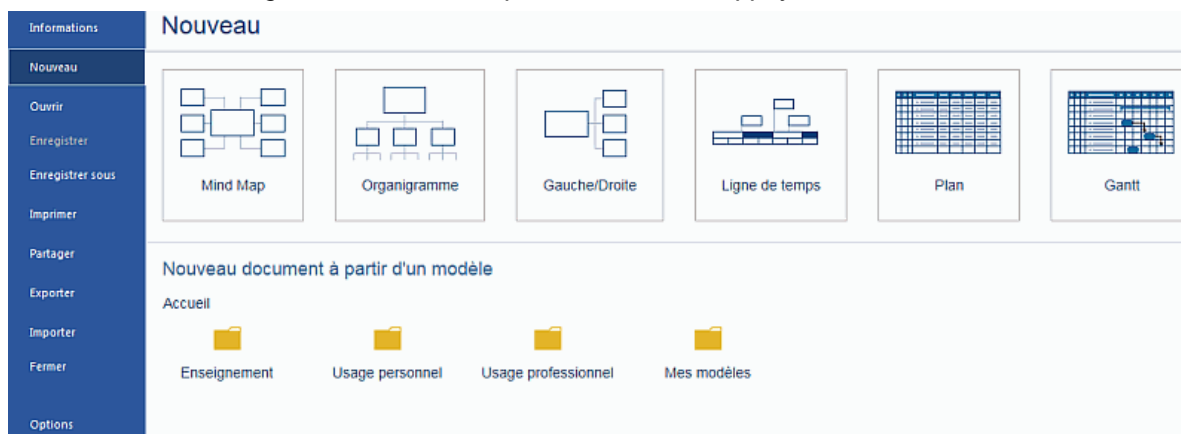 Informations
Nouveau
Ouvrir
Enregistrer
Enregistrer sous
Imprimer
Partager
Exporter
Importer
Fermer
Options
Nouveau
Mind Map
Organigramme
Gauche/Droite
Ligne de temps
Plan
Gantt
Nouveau document à partir d'un modèle
Accueil
Enseignement
Usage personnel
Usage professionnel
Mes modèles